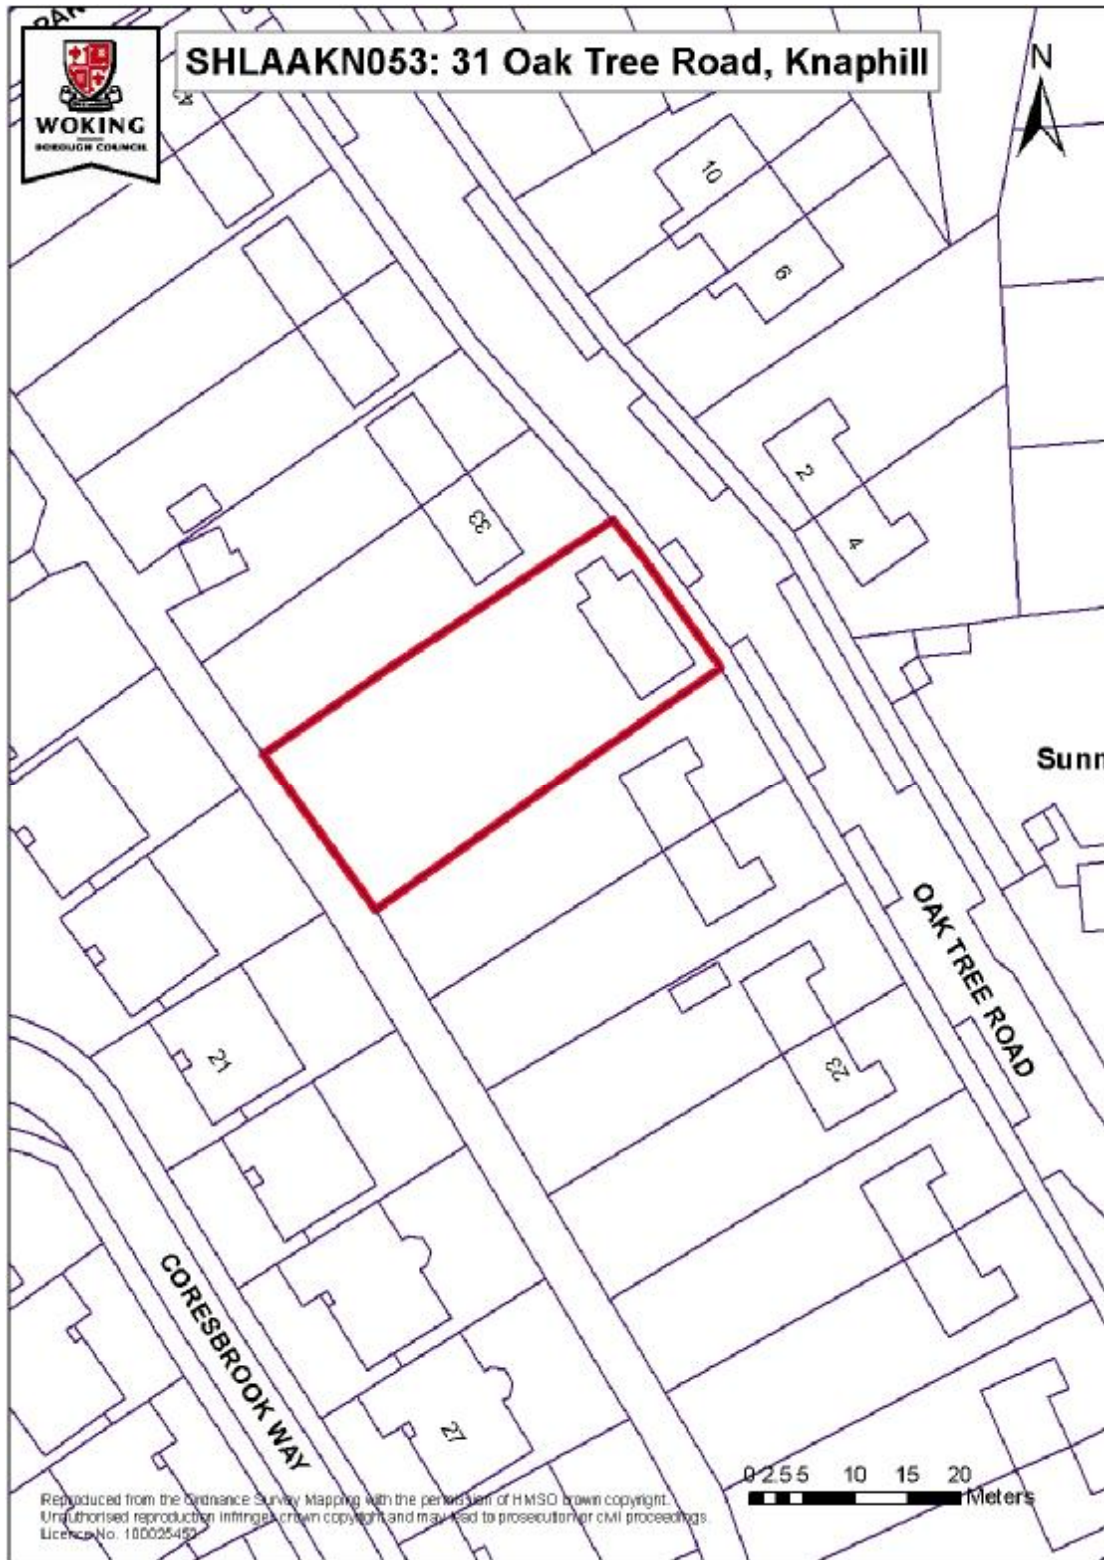 SHLAAKN053: 31 Oak Tree Road, Knaphill
WOKING
BOROUGH COUNCIL
N
10
6
2
4
33
Sunn
OAK TREE ROAD
23
21
CORESBROOK WAY
27
0 2.5 5 10 15 20
Meters
Reproduced from the Ordnance Survey Mapping with the permission of HMSO crown copyright.
Unauthorised reproduction infringes crown copyright and may lead to prosecution or civil proceedings.
Licence No. 100025452